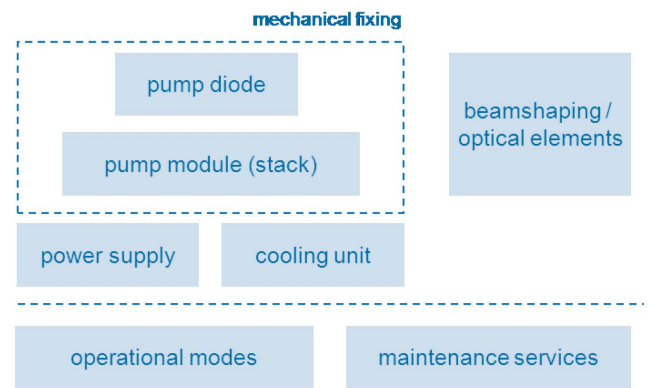 mechanical fixing
pump diode
beamshaping /
optical elements
pump module (stack)
power supply
cooling unit
operational modes
maintenance services